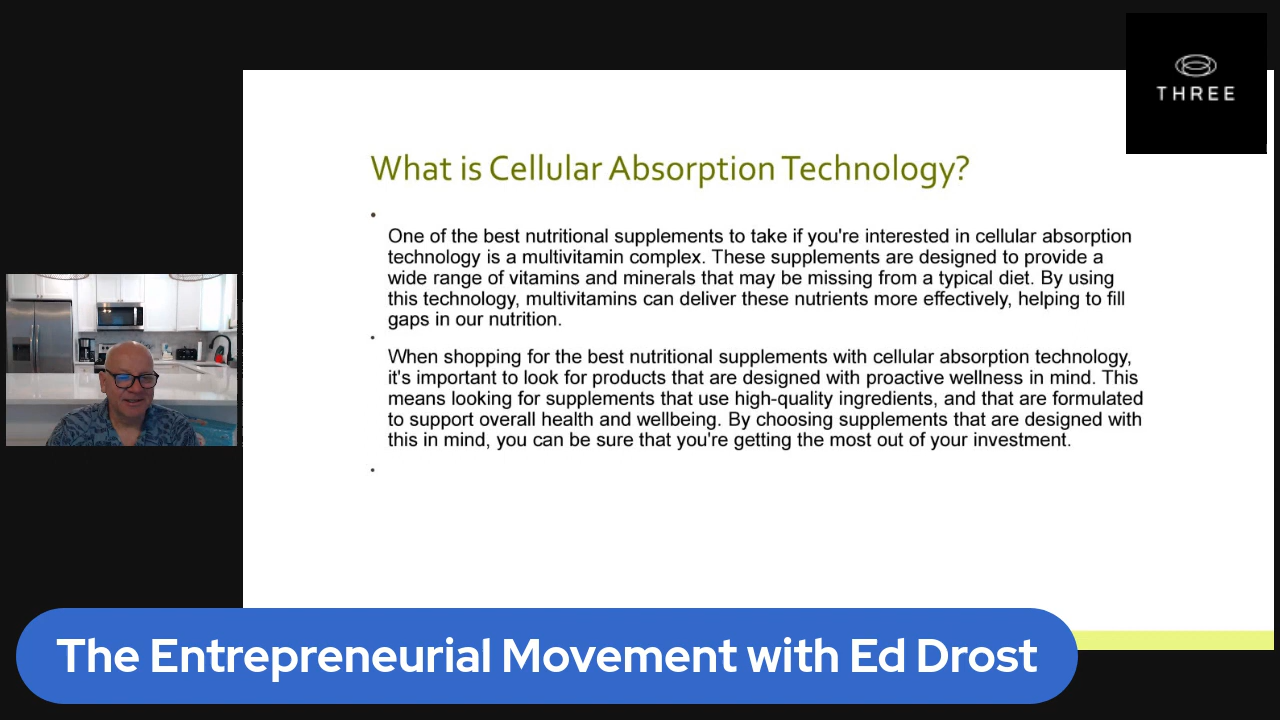 THREE
What is Cellular Absorption Technology?
One of the best nutritional supplements to take if you're interested in cellular absorption
technology is a multivitamin complex. These supplements are designed to provide a
wide range of vitamins and minerals that may be missing from a typical diet. By using
this technology, multivitamins can deliver these nutrients more effectively, helping to fill
gaps in our nutrition.
When shopping for the best nutritional supplements with cellular absorption technology,
it's important to look for products that are designed with proactive wellness in mind. This
means looking for supplements that use high-quality ingredients, and that are formulated
to support overall health and wellbeing. By choosing supplements that are designed with
this in mind, you can be sure that you're getting the most out of your investment.
The Entrepreneurial Movement with Ed Drost